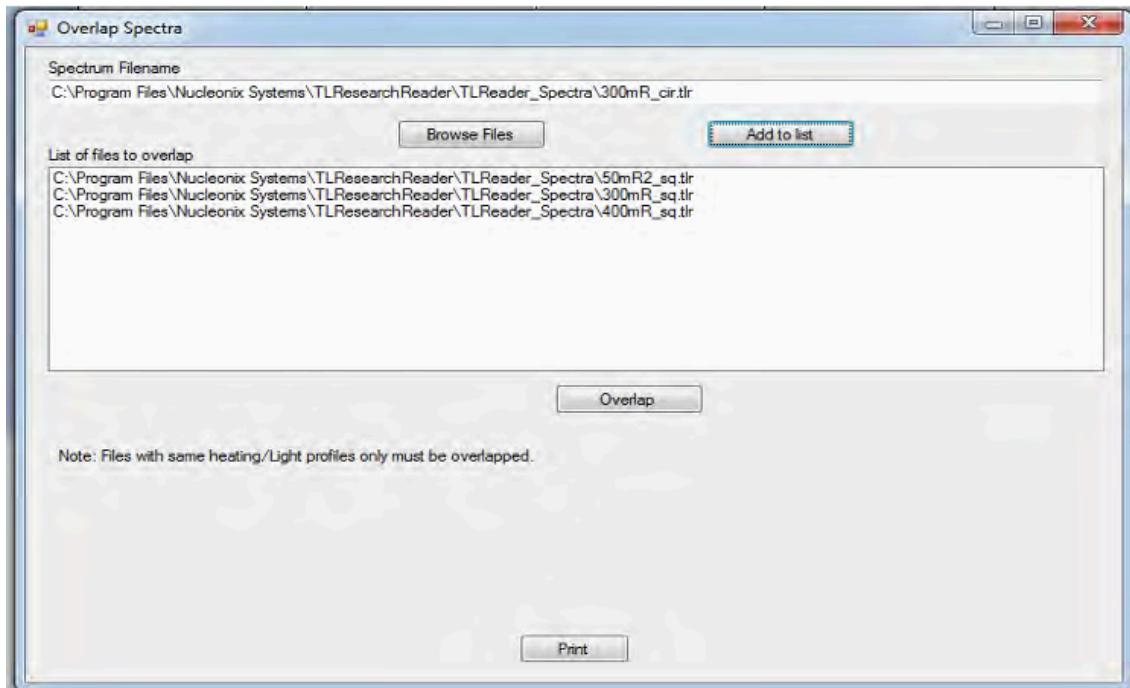 Overlap Spectra
Spectrum Filename
C:\Program Files\Nucleonix Systems\TLResearchReader\TLReader_Spectra\300mR_cir.tlr
Browse Files
Add to list
List of files to overlap
C:\Program Files\Nucleonix Systems\TLResearchReader\TLReader_Spectra\50mR2_sq.tlr
C:\Program Files\Nucleonix Systems\TLResearchReader\TLReader_Spectra\300mR_sq.tlr
C:\Program Files\Nucleonix Systems\TLResearchReader\TLReader_Spectra\400mR_sq.tlr
Overlap
Note: Files with same heating/Light profiles only must be overlapped.
Print